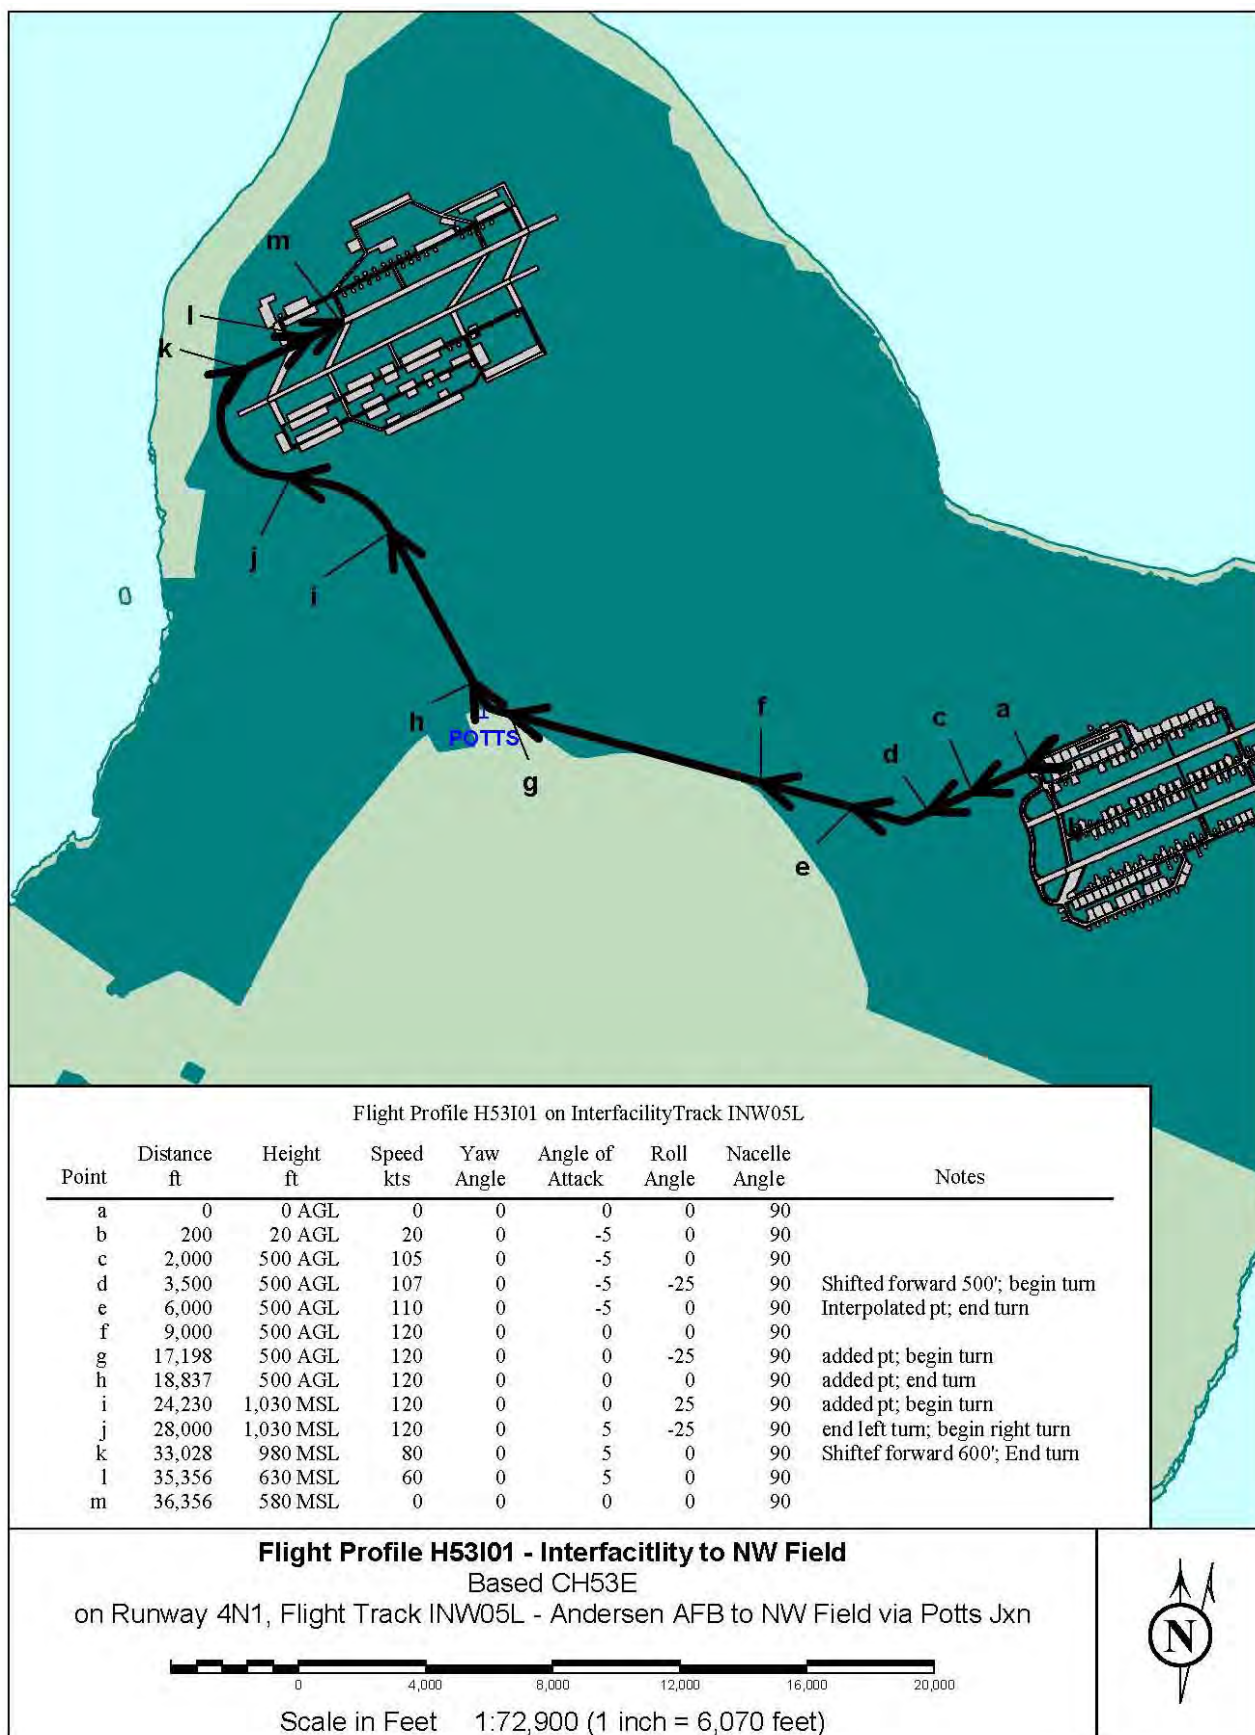 m
l
k
j
i
h
POTTS
g
f
e
d
c
a
b
Flight Profile H53I01 on InterfacilityTrack INW05L
Point Distance ft Height ft Speed kts Yaw Angle Angle of Attack Roll Angle Nacelle Angle Notes
a 0 0 AGL 0 0 0 0 90
b 200 20 AGL 20 0 -5 0 90
c 2,000 500 AGL 105 0 -5 0 90
d 3,500 500 AGL 107 0 -5 -25 90 Shifted forward 500'; begin turn
e 6,000 500 AGL 110 0 -5 0 90 Interpolated pt; end turn
f 9,000 500 AGL 120 0 0 0 90
g 17,198 500 AGL 120 0 0 -25 90 added pt; begin turn
h 18,837 500 AGL 120 0 0 0 90 added pt; end turn
i 24,230 1,030 MSL 120 0 0 25 90 added pt; begin turn
j 28,000 1,030 MSL 120 0 5 -25 90 end left turn; begin right turn
k 33,028 980 MSL 80 0 5 0 90 Shiftef forward 600'; End turn
l 35,356 630 MSL 60 0 5 0 90
m 36,356 580 MSL 0 0 0 0 90
Flight Profile H53I01 - Interfacitlity to NW Field
Based CH53E
on Runway 4N1, Flight Track INW05L - Andersen AFB to NW Field via Potts Jxn
0 4,000 8,000 12,000 16,000 20,000
Scale in Feet 1:72,900 (1 inch = 6,070 feet)
N